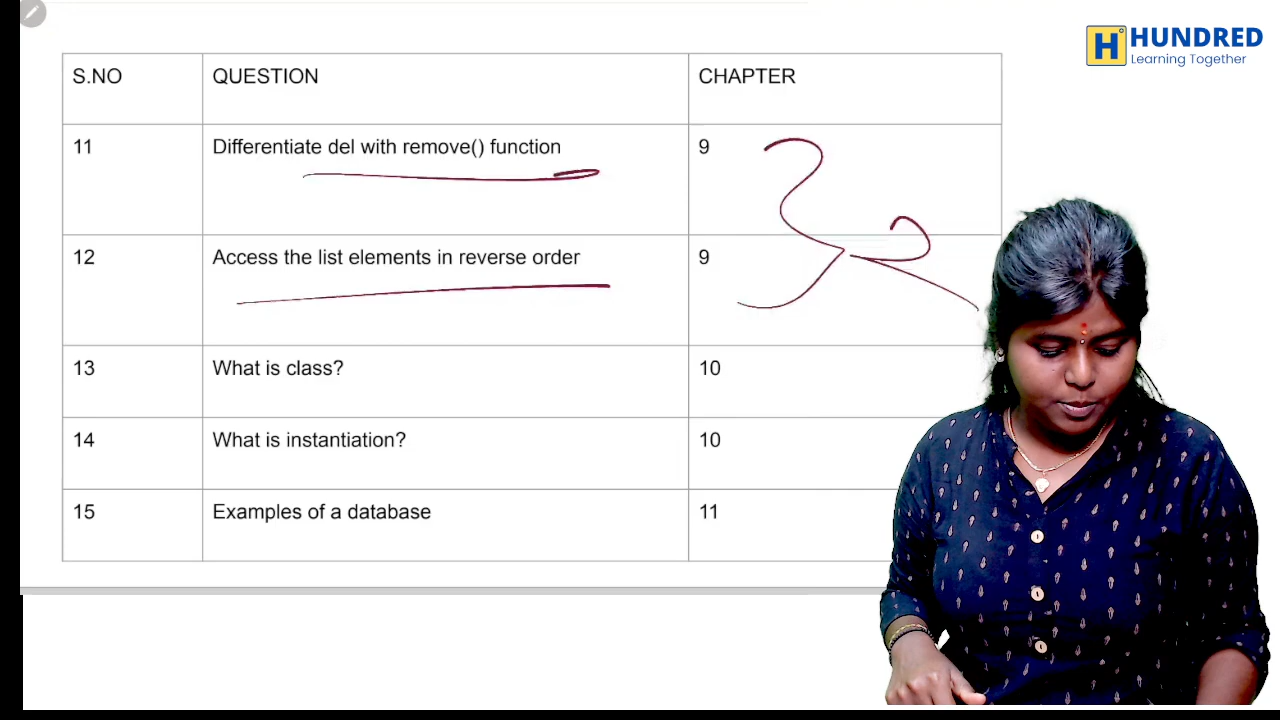 H HUNDRED
Learning Together
S.NO QUESTION CHAPTER
11 Differentiate del with remove() function 9
12 Access the list elements in reverse order 9
13 What is class? 10
14 What is instantiation? 10
15 Examples of a database 11
2